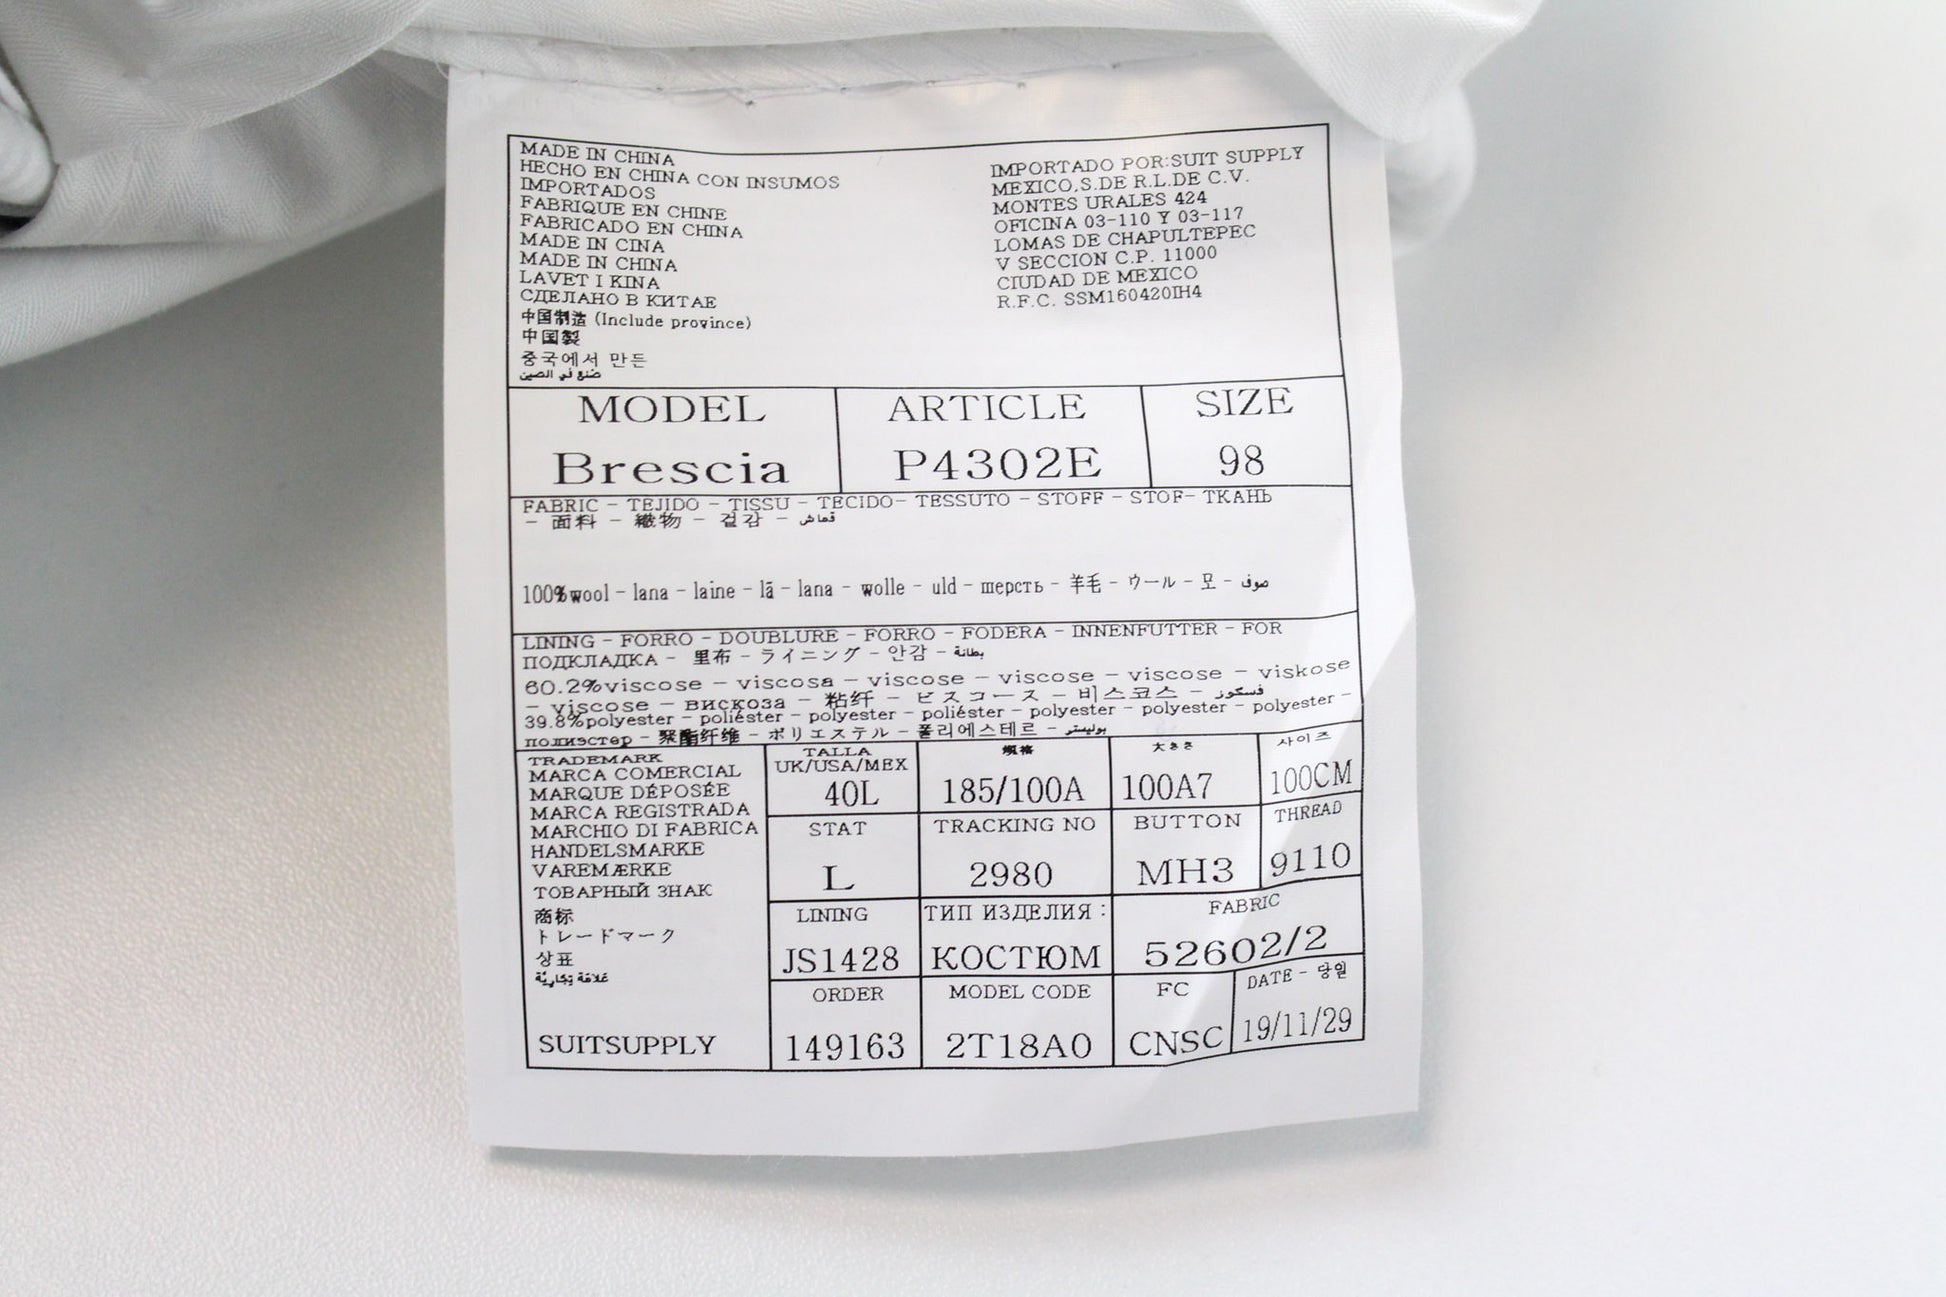 MADE IN CHINA
HECHO EN CHINA CON INSUMOS
IMPORTADOS
FABRIQUE EN CHINE
FABRICADO EN CHINA
MADE IN CINA
MADE IN CHINA
LAVET I KINA
СДЕЛАНО В КИТАЕ
中国制造 (Include province)
中国製
중국에서 만든
صنع في الصين
IMPORTADO POR:SUIT SUPPLY
MEXICO,S.DE R.L.DE C.V.
MONTES URALES 424
OFICINA 03-110 Y 03-117
LOMAS DE CHAPULTEPEC
V SECCION C.P. 11000
CIUDAD DE MEXICO
R.F.C. SSM160420IH4
MODEL
Brescia
ARTICLE
P4302E
SIZE
98
FABRIC - TEJIDO - TISSU - TECIDO- TESSUTO - STOFF - STOF- ТКАНЬ
- 面料 - 織物 - 겉감 - قماش
100%wool - lana - laine - lã - lana - wolle - uld - шерсть - 羊毛 - ウール - 모 - صوف
LINING - FORRO - DOUBLURE - FORRO - FODERA - INNENFUTTER - FOR
ПОДКЛАДКА - 里布 - ライニング - 안감 - بطانة
60.2%viscose - viscosa - viscose - viscose - viscose - viskose
- viscose - вискоза - 粘纤 - ビスコース - 비스코스 - فسكوز
39.8%polyester - poliéster - polyester - poliéster - polyester - polyester - polyester -
полиэстер - 聚酯纤维 - ポリエステル - 폴리에스테르 - بوليستر
TRADEMARK
MARCA COMERCIAL
MARQUE DÉPOSÉE
MARCA REGISTRADA
MARCHIO DI FABRICA
HANDELSMARKE
VAREMÆRKE
ТОВАРНЫЙ ЗНАК
商标
トレードマーク
상표
علامة تجارية
SUITSUPPLY
TALLA
UK/USA/MEX
40L
规格
185/100A
大きさ
100A7
사이즈
100CM
STAT
L
TRACKING NO
2980
BUTTON
MH3
THREAD
9110
LINING
JS1428
ТИП ИЗДЕЛИЯ :
КОСТЮМ
FABRIC
52602/2
ORDER
149163
MODEL CODE
2T18A0
FC
CNSC
DATE - 당일
19/11/29